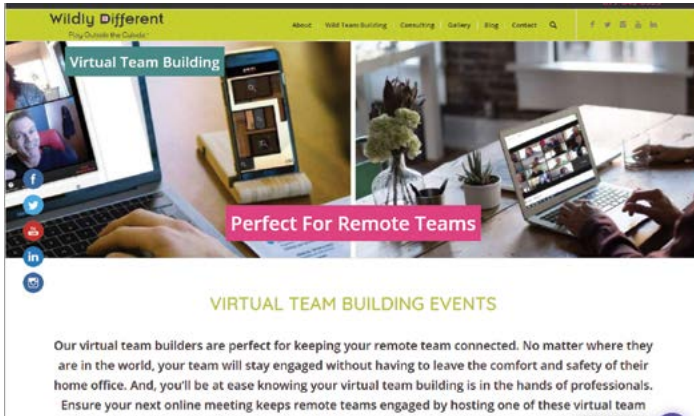 Wildly Different
Play Outside the Cubicle
About Wild Team Building Consulting Gallery Blog Contact
Virtual Team Building
Perfect For Remote Teams
VIRTUAL TEAM BUILDING EVENTS
Our virtual team builders are perfect for keeping your remote team connected. No matter where they
are in the world, your team will stay engaged without having to leave the comfort and safety of their
home office. And, you'll be at ease knowing your virtual team building is in the hands of professionals.
Ensure your next online meeting keeps remote teams engaged by hosting one of these virtual team